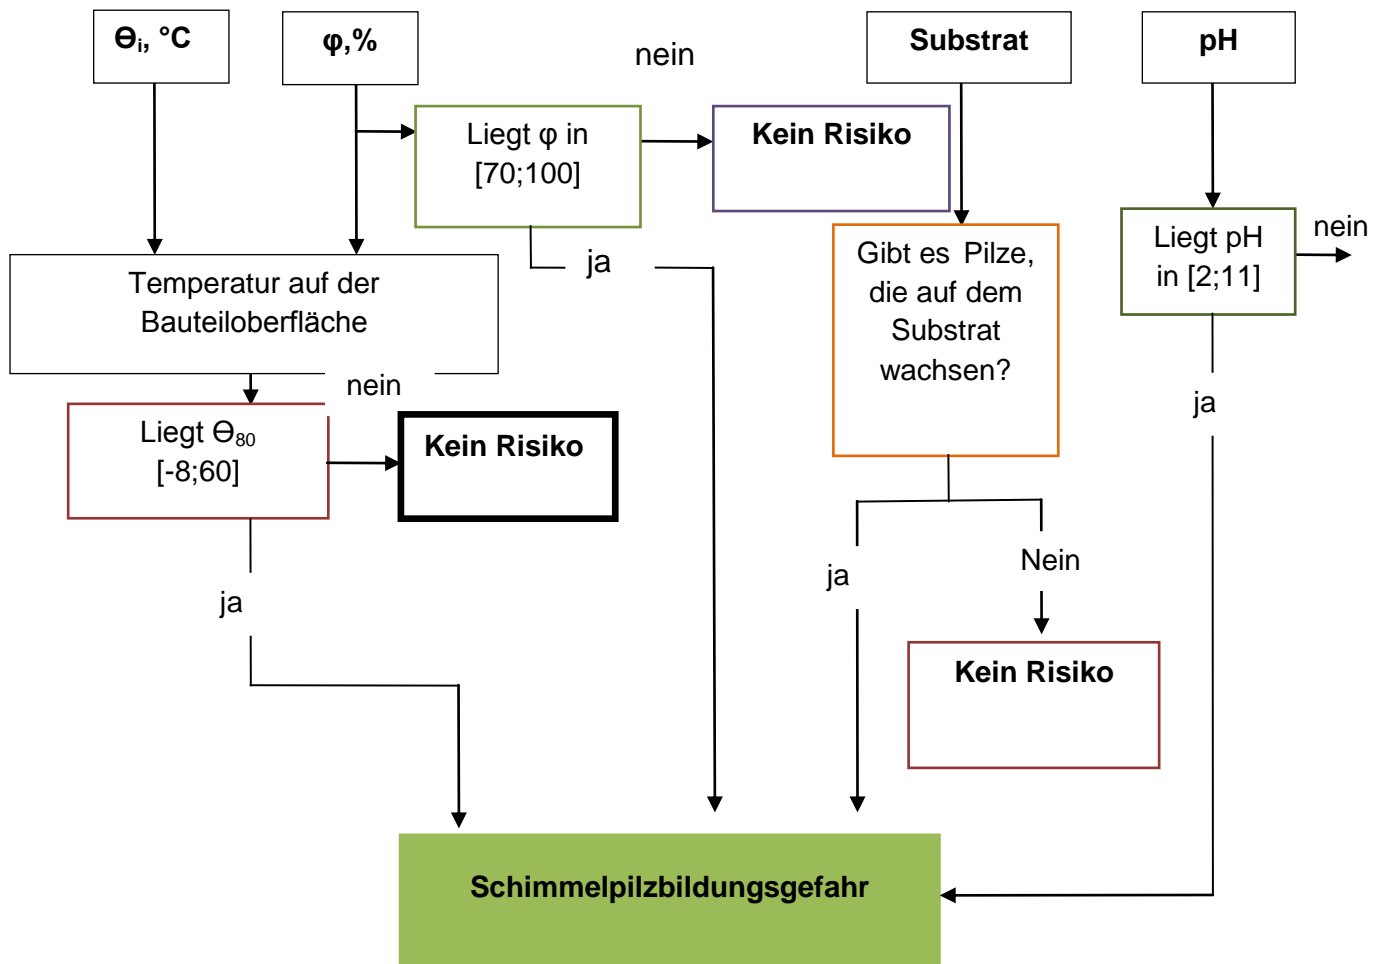 Ɵi, °C
φ,%
nein
Substrat
pH
Liegt φ in
[70;100]
Kein Risiko
nein
Liegt pH
in [2;11]
Gibt es Pilze,
die auf dem
Substrat
wachsen?
ja
Temperatur auf der
Bauteiloberfläche
nein
ja
Liegt Ɵ80
[-8;60]
Kein Risiko
ja
Nein
ja
Kein Risiko
Schimmelpilzbildungsgefahr